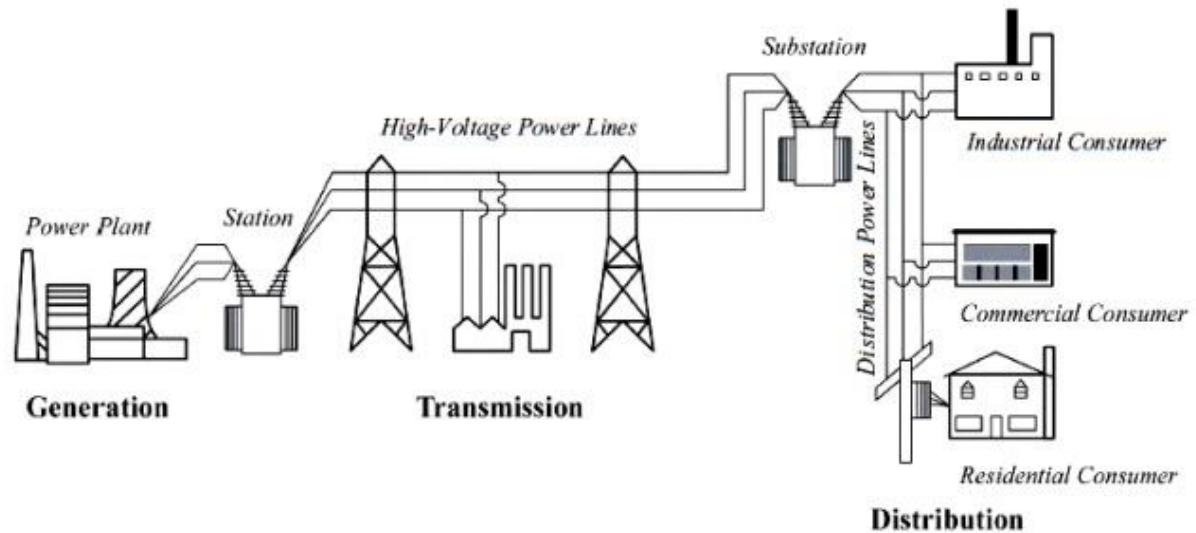 Substation
High-Voltage Power Lines
Industrial Consumer
Power Plant
Station
Distribution Power Lines
Commercial Consumer
Generation
Transmission
Residential Consumer
Distribution